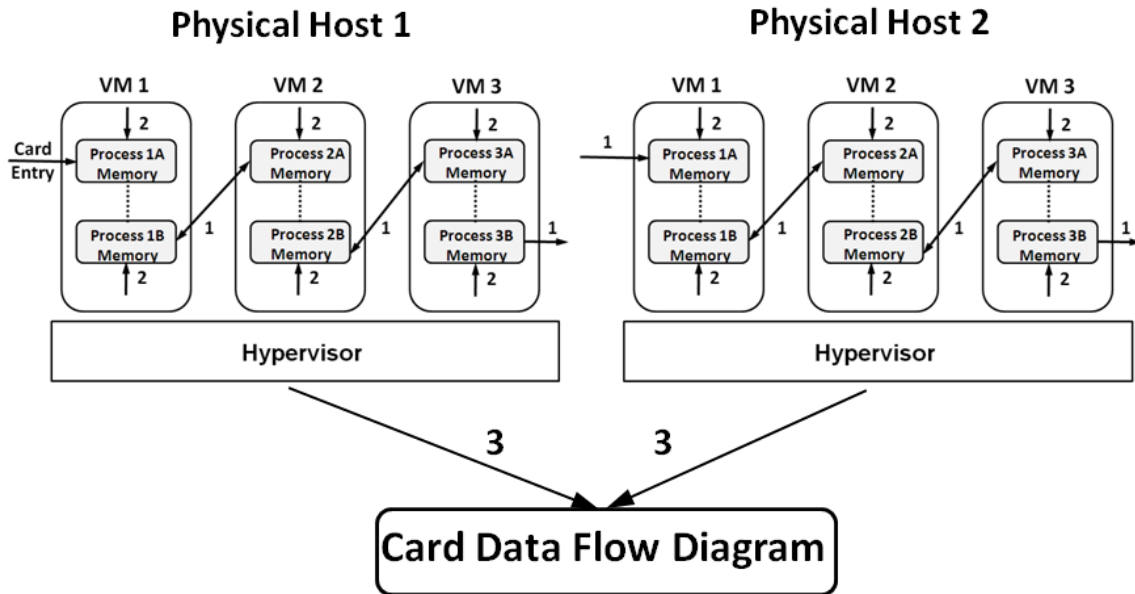 Physical Host 1
Physical Host 2
VM 1
VM 2
VM 3
VM 1
VM 2
VM 3
2
2
2
2
2
2
Card
Entry
1
Process 1A
Memory
Process 2A
Memory
Process 3A
Memory
Process 1A
Memory
Process 2A
Memory
Process 3A
Memory
1
1
1
1
1
1
Process 1B
Memory
Process 2B
Memory
Process 3B
Memory
Process 1B
Memory
Process 2B
Memory
Process 3B
Memory
2
2
2
2
2
2
Hypervisor
Hypervisor
3
3
Card Data Flow Diagram